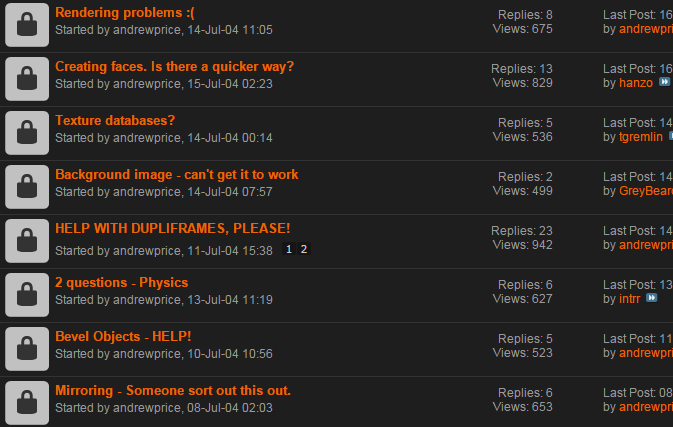 Rendering problems :( Replies: 8 Last Post: 16
Started by andrewprice, 14-Jul-04 11:05 Views: 675 by andrewpri
Creating faces. Is there a quicker way? Replies: 13 Last Post: 16
Started by andrewprice, 15-Jul-04 02:23 Views: 829 by hanzo
Texture databases? Replies: 5 Last Post: 14
Started by andrewprice, 14-Jul-04 00:14 Views: 536 by tgremlin
Background image - can't get it to work Replies: 2 Last Post: 14
Started by andrewprice, 14-Jul-04 07:57 Views: 499 by GreyBear
HELP WITH DUPLIFRAMES, PLEASE! Replies: 23 Last Post: 14
Started by andrewprice, 11-Jul-04 15:38 1 2 Views: 942 by andrewpri
2 questions - Physics Replies: 6 Last Post: 13
Started by andrewprice, 13-Jul-04 11:19 Views: 627 by intrr
Bevel Objects - HELP! Replies: 5 Last Post: 11
Started by andrewprice, 10-Jul-04 10:56 Views: 523 by andrewpri
Mirroring - Someone sort out this out. Replies: 6 Last Post: 08
Started by andrewprice, 08-Jul-04 02:03 Views: 653 by andrewpri